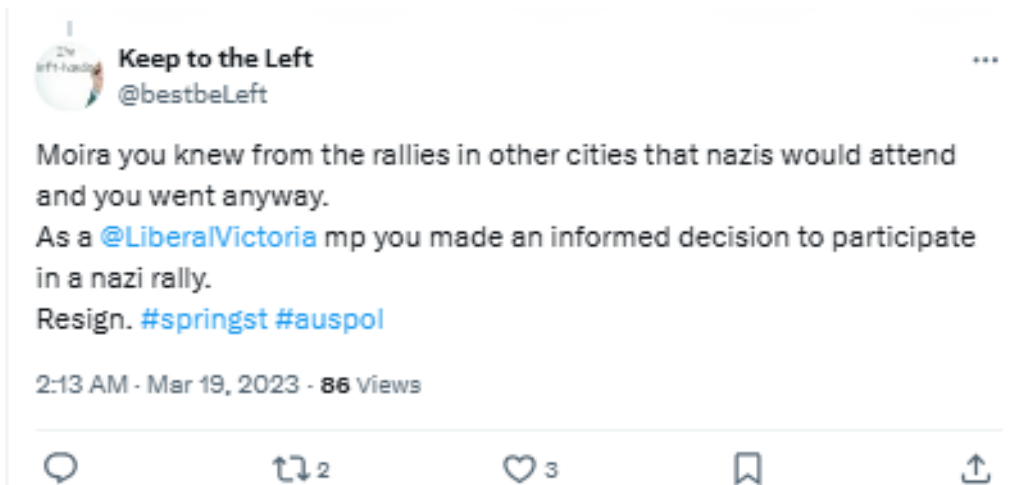 Keep to the Left
@bestbeLeft
Moira you knew from the rallies in other cities that nazis would attend
and you went anyway.
As a @LiberalVictoria mp you made an informed decision to participate
in a nazi rally.
Resign. #springst #auspol
2:13 AM · Mar 19, 2023 · 86 Views
2
3